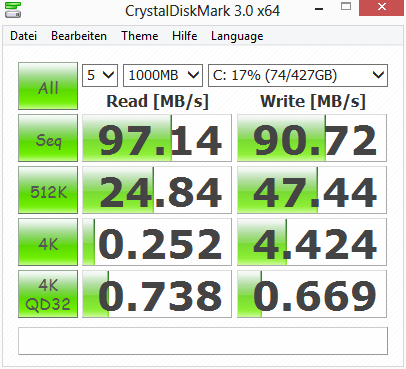 CrystalDiskMark 3.0 x64
Datei Bearbeiten Theme Hilfe Language
All 5 1000MB C: 17% (74/427GB)
Read [MB/s] Write [MB/s]
Seq 97.14 90.72
512K 24.84 47.44
4K 0.252 4.424
4K QD32 0.738 0.669